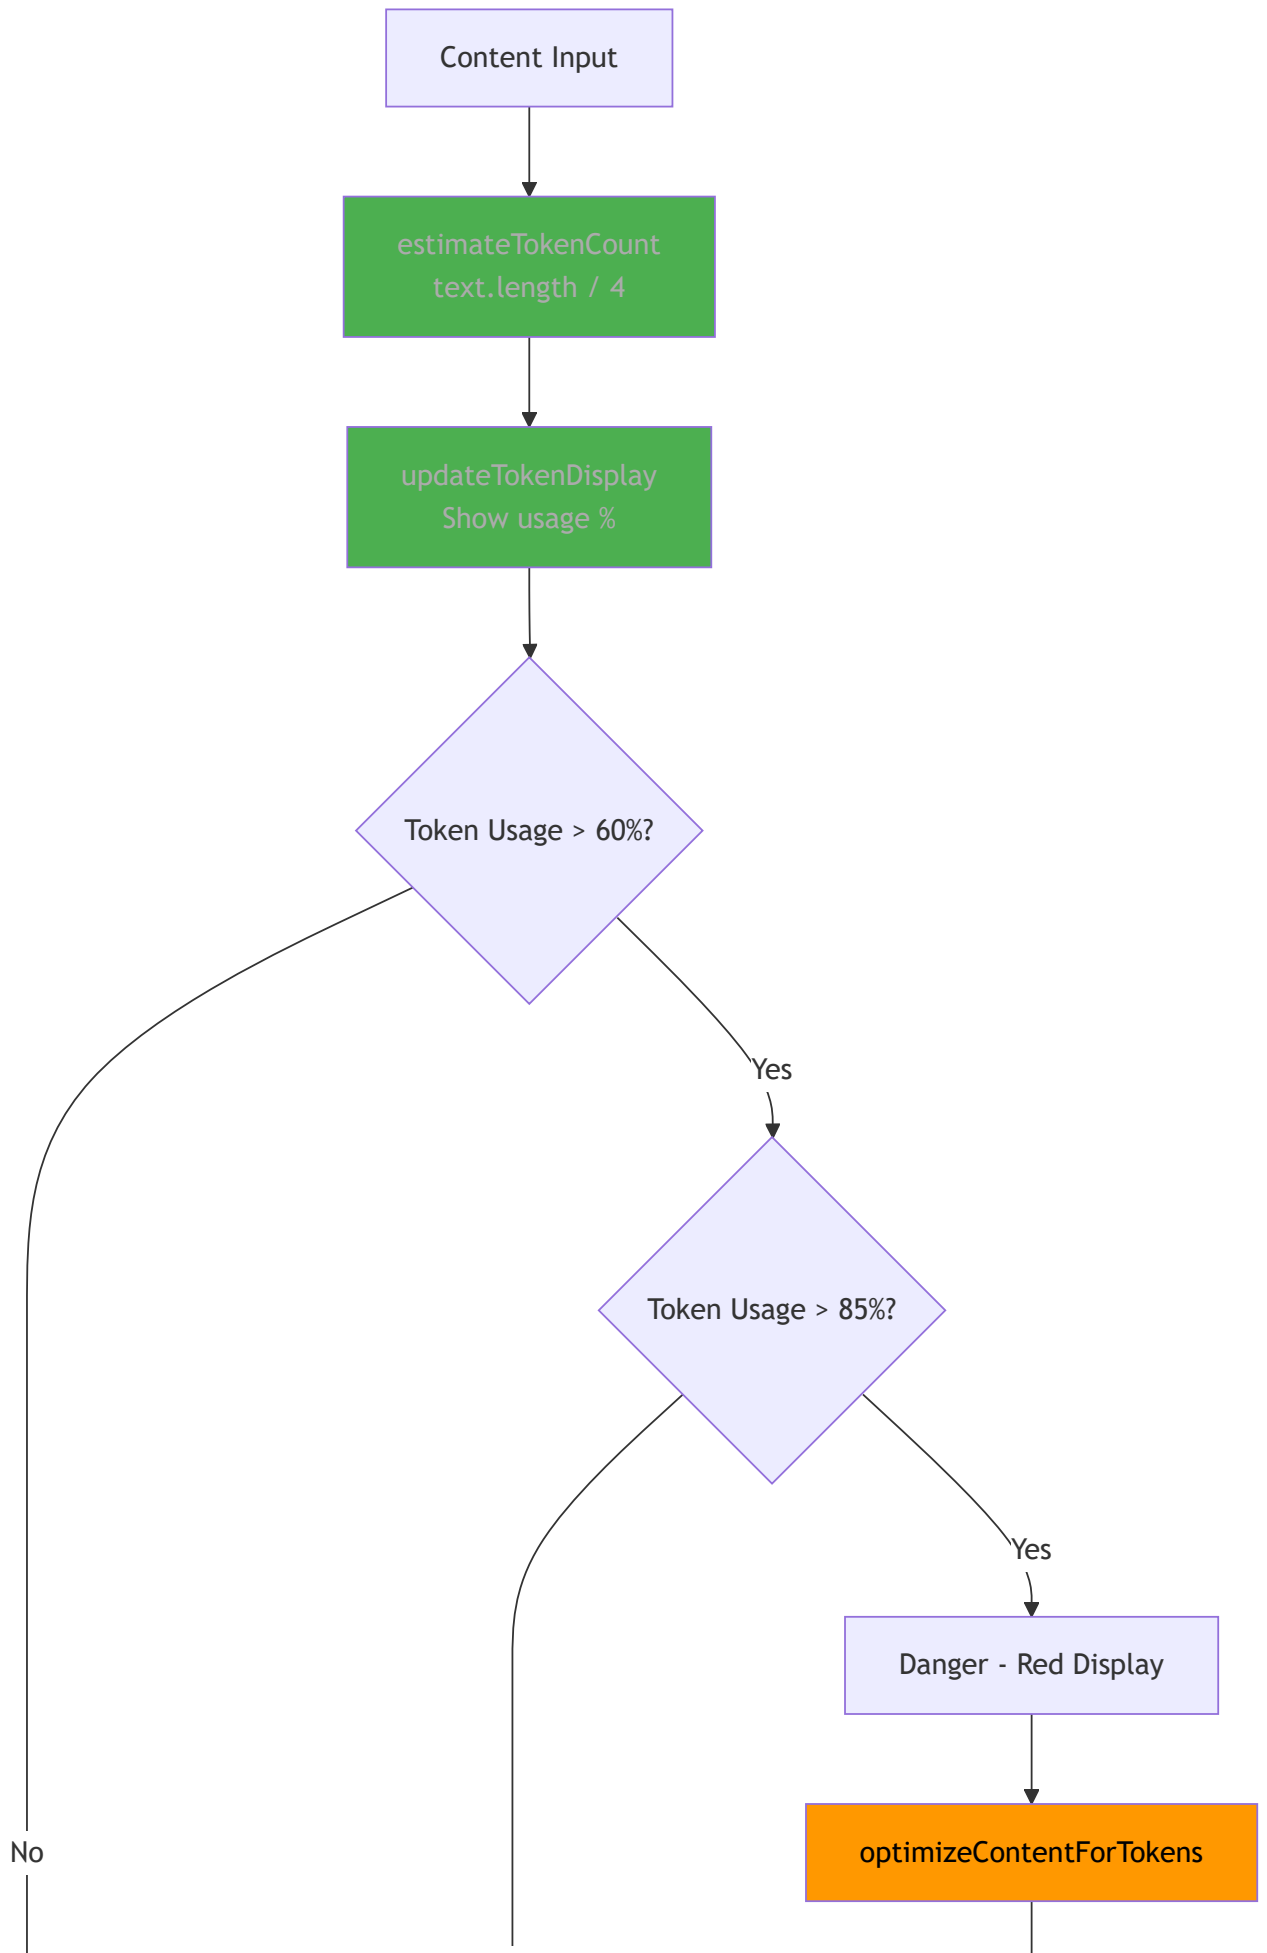 Content Input
estimateTokenCount
text.length / 4
updateTokenDisplay
Show usage %
Token Usage > 60%?
Yes
Token Usage > 85%?
Yes
Danger - Red Display
No
optimizeContentForTokens